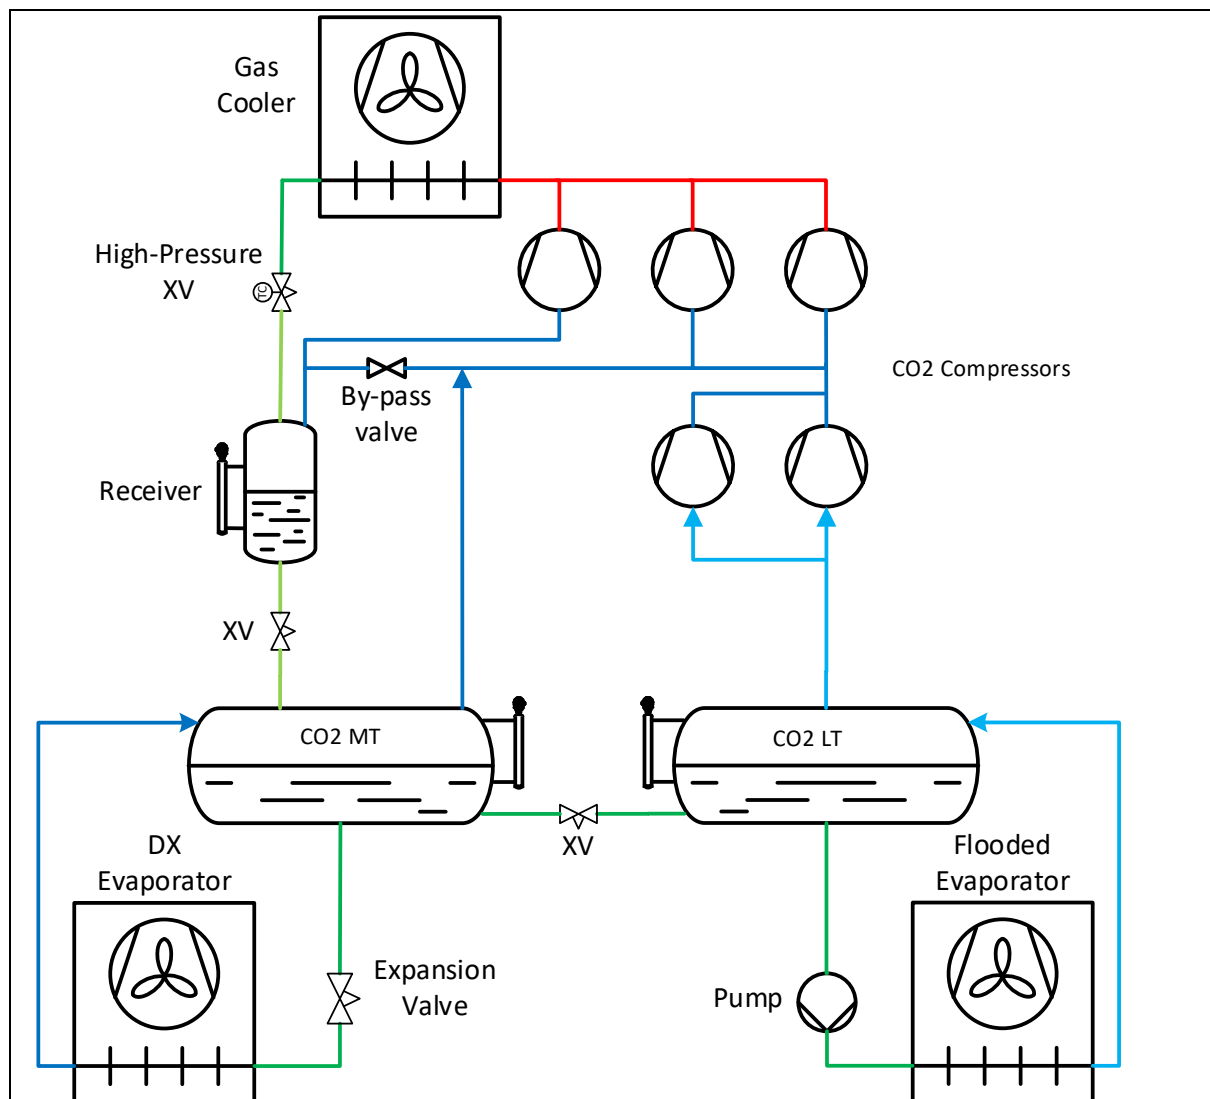 Gas
Cooler
High-Pressure
XV
TC
By-pass
valve
CO2 Compressors
Receiver
XV
CO2 MT
CO2 LT
XV
DX
Evaporator
Flooded
Evaporator
Expansion
Valve
Pump